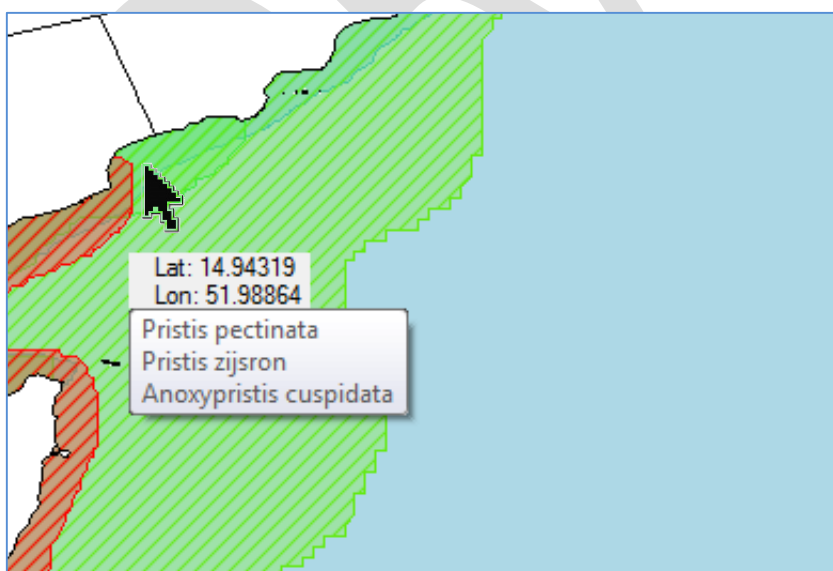 Lat: 14.94319
Lon: 51.98864
Pristis pectinata
Pristis zijsron
Anoxypristis cuspidata